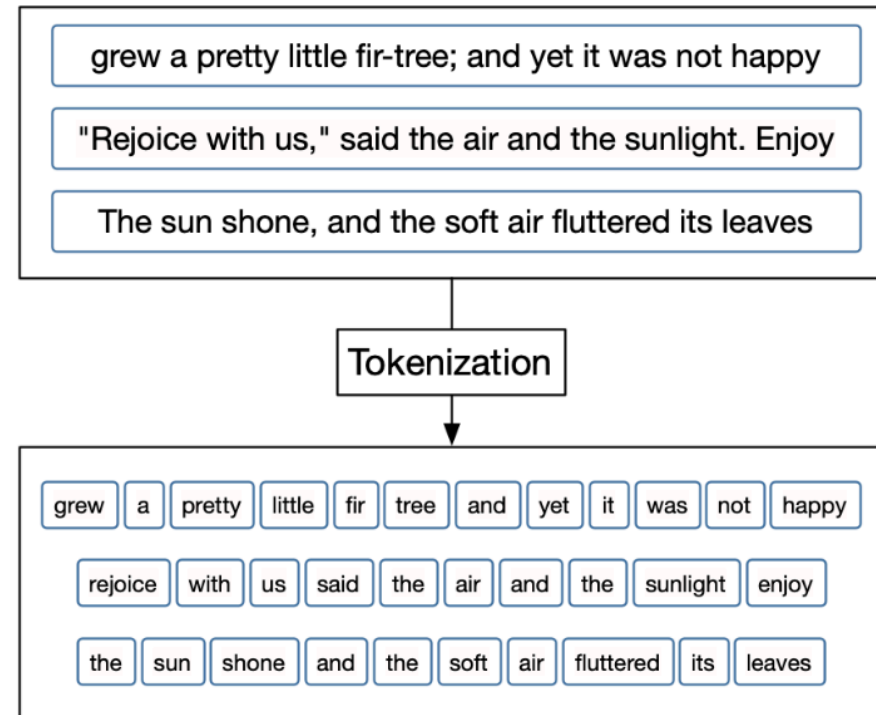 grew a pretty little fir-tree; and yet it was not happy
"Rejoice with us," said the air and the sunlight. Enjoy
The sun shone, and the soft air fluttered its leaves
Tokenization
grew a pretty little fir tree and yet it was not happy
rejoice with us said the air and the sunlight enjoy
the sun shone and the soft air fluttered its leaves